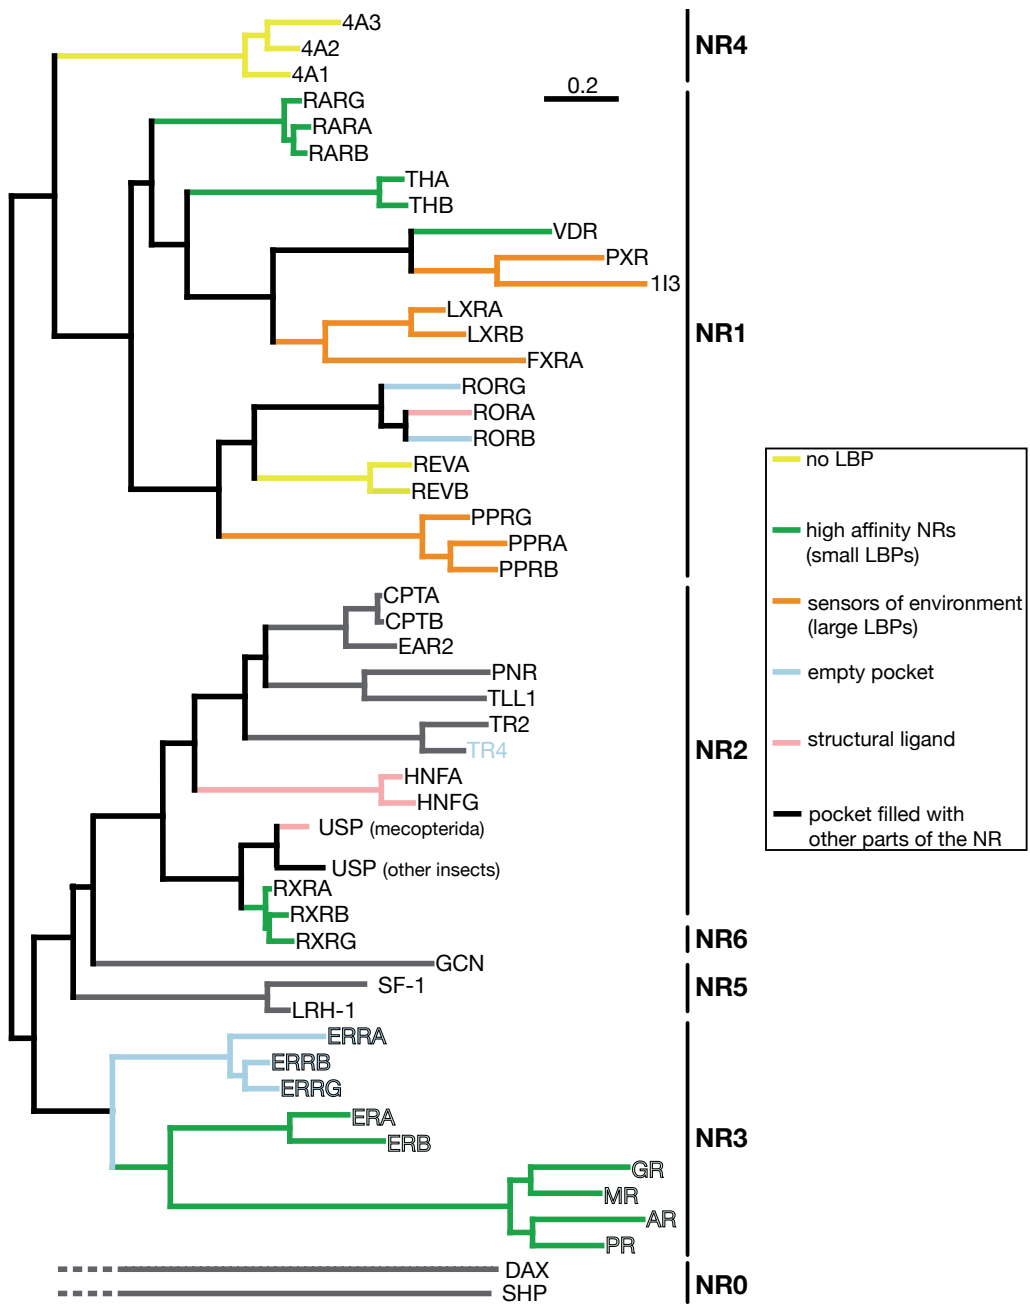 4A3
NR4
4A2
4A1
0.2
RARG
RARA
RARB
THA
THB
VDR
PXR
1I3
LXRA
NR1
LXRB
FXRA
RORG
RORA
RORB
REVA
REVB
PPRG
PPRA
PPRB
no LBP
high affinity NRs
(small LBPs)
sensors of environment
(large LBPs)
empty pocket
structural ligand
pocket filled with
other parts of the NR
CPTA
CPTB
EAR2
PNR
TLL1
TR2
NR2
TR4
HNFA
HNFG
USP (mecopterida)
USP (other insects)
RXRA
RXRB
RXRG
NR6
GCN
SF-1
NR5
LRH-1
ERRA
ERRB
ERRG
ERA
NR3
ERB
GR
MR
AR
PR
DAX
NR0
SHP